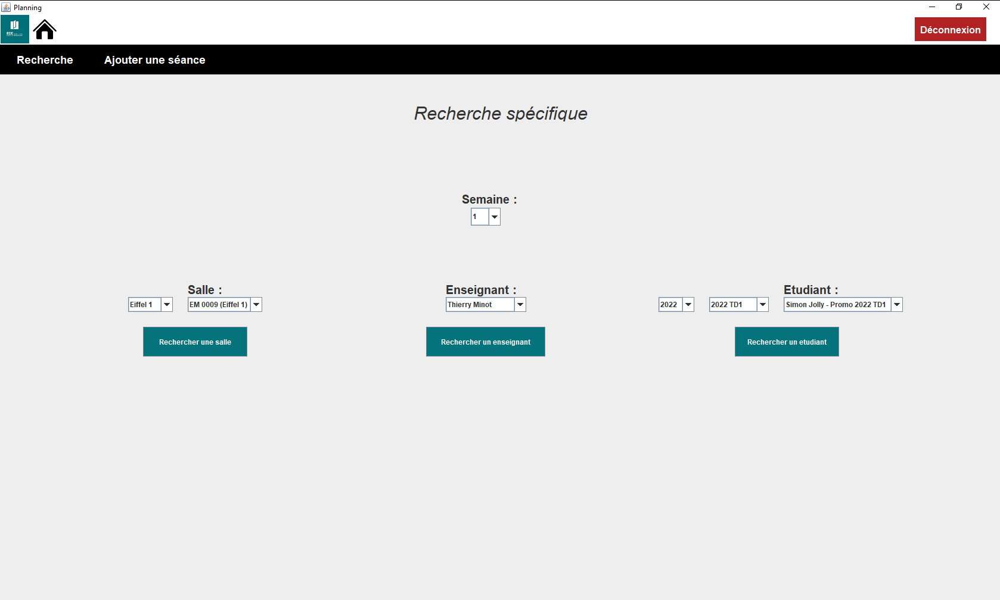 Planning
ECE
Déconnexion
Recherche Ajouter une séance
Recherche spécifique
Semaine :
1
Salle :
Eiffel 1 EM 0009 (Eiffel 1)
Rechercher une salle
Enseignant :
Thierry Minot
Rechercher un enseignant
Etudiant :
2022 2022 TD1 Simon Jolly - Promo 2022 TD1
Rechercher un etudiant